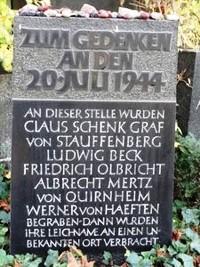 ZUM GEDENKEN
AN DEN
20·JULI 1944
AN DIESER STELLE WURDEN
CLAUS SCHENK GRAF
VON STAUFFENBERG
LUDWIG BECK
FRIEDRICH OLBRICHT
ALBRECHT MERTZ
VON QUIRNHEIM
WERNER VON HAEFTEN
BEGRABEN·DANN WURDEN
IHRE LEICHNAME AN EINEN UN-
BEKANNTEN ORT VERBRACHT